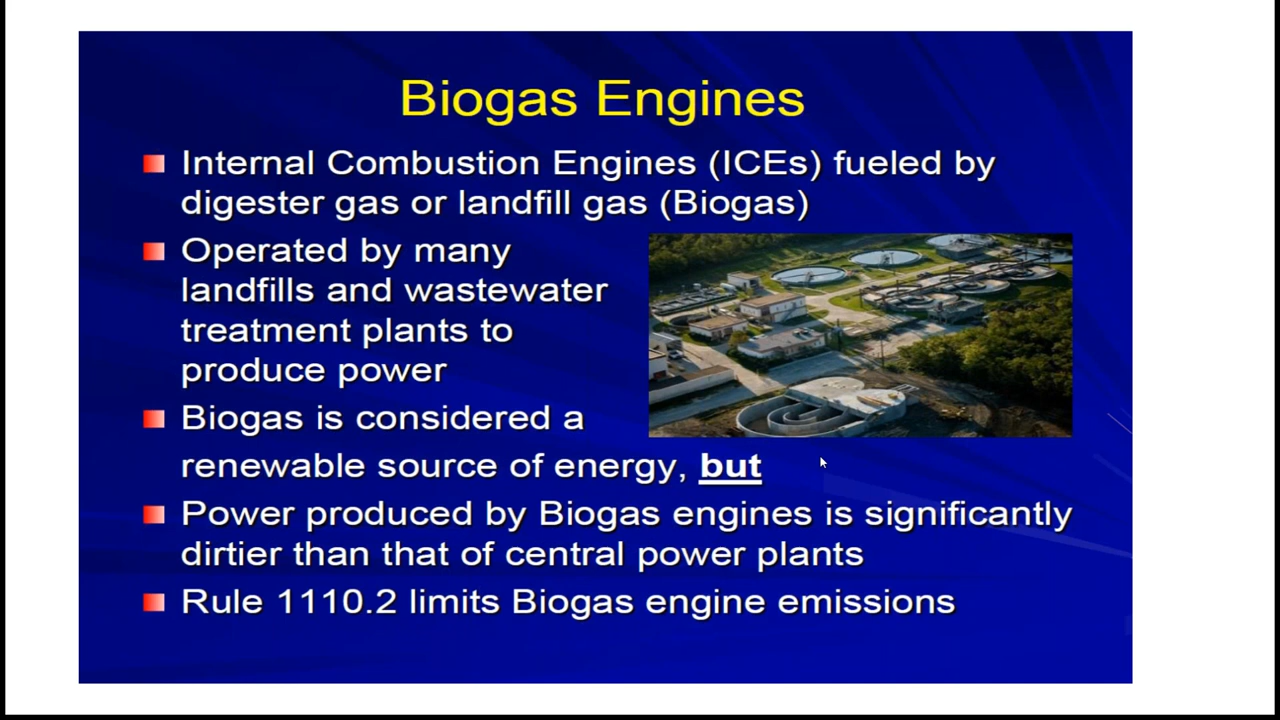 Biogas Engines
Internal Combustion Engines (ICEs) fueled by
digester gas or landfill gas (Biogas)
Operated by many
landfills and wastewater
treatment plants to
produce power
Biogas is considered a
renewable source of energy, but
Power produced by Biogas engines is significantly
dirtier than that of central power plants
Rule 1110.2 limits Biogas engine emissions